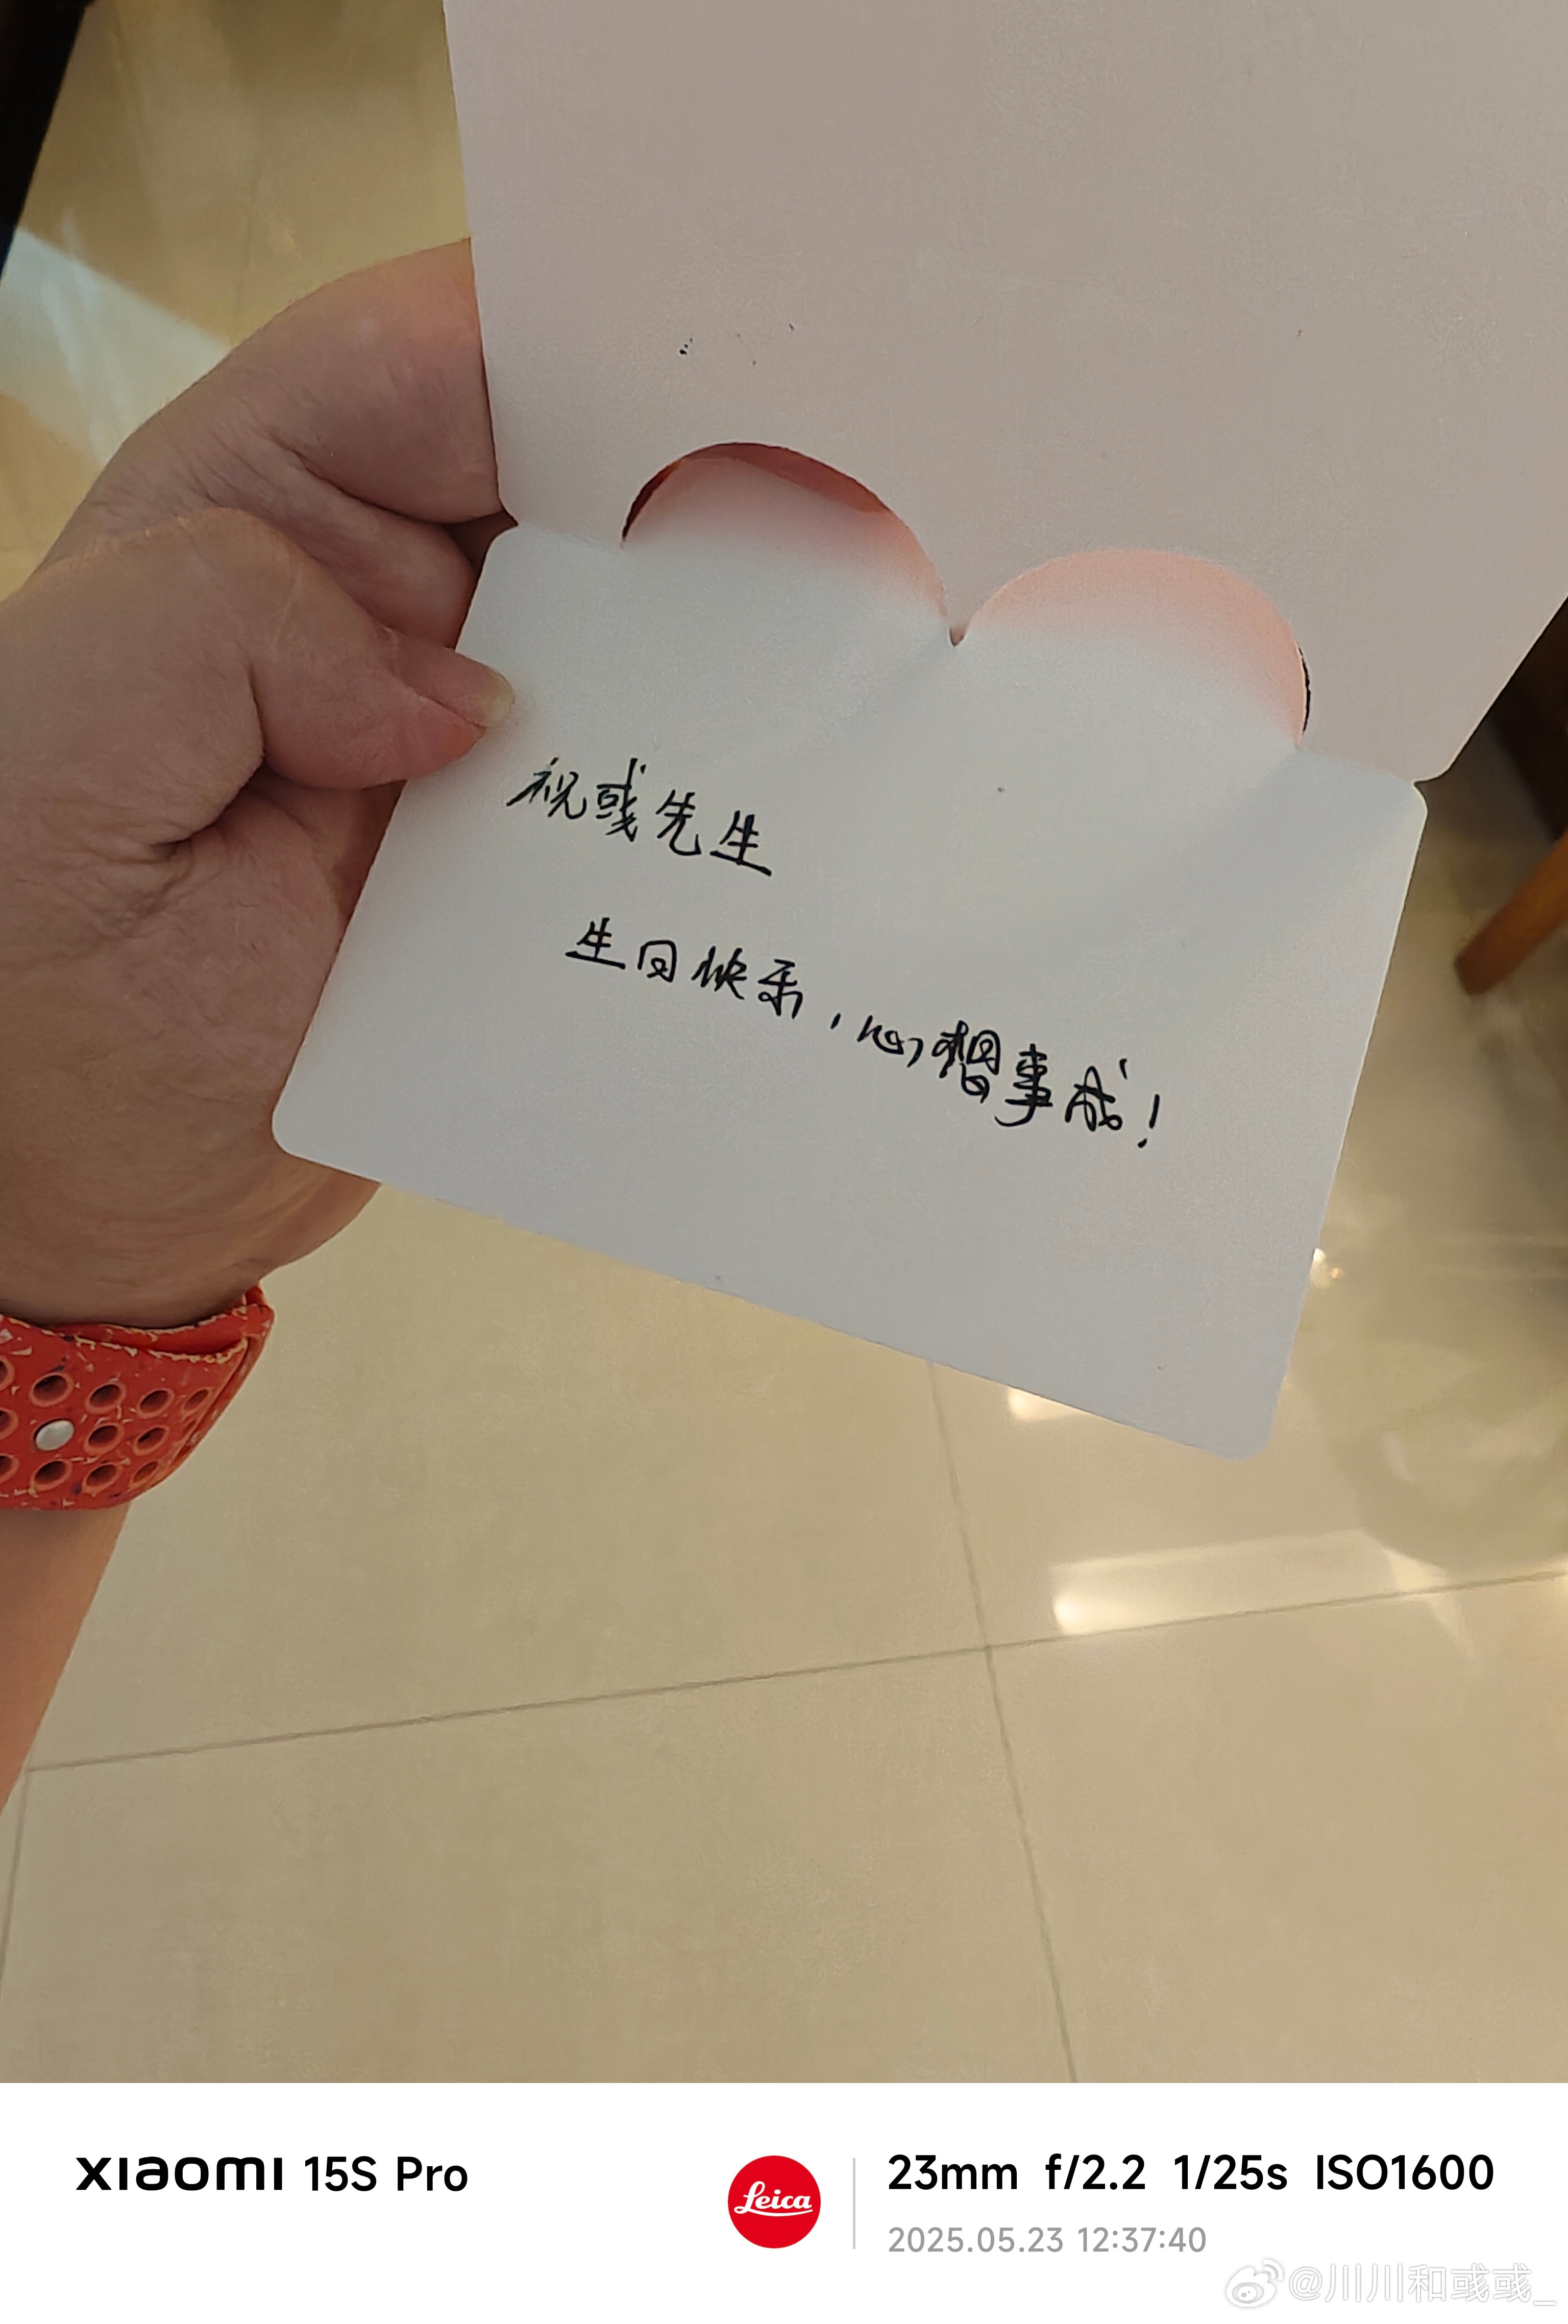 祝彧先生
生日快乐,心想事成!
xiaomi 15S Pro
Leica
23mm f/2.2 1/25s ISO1600
2025.05.23 12:37:40
@川川和彧彧_